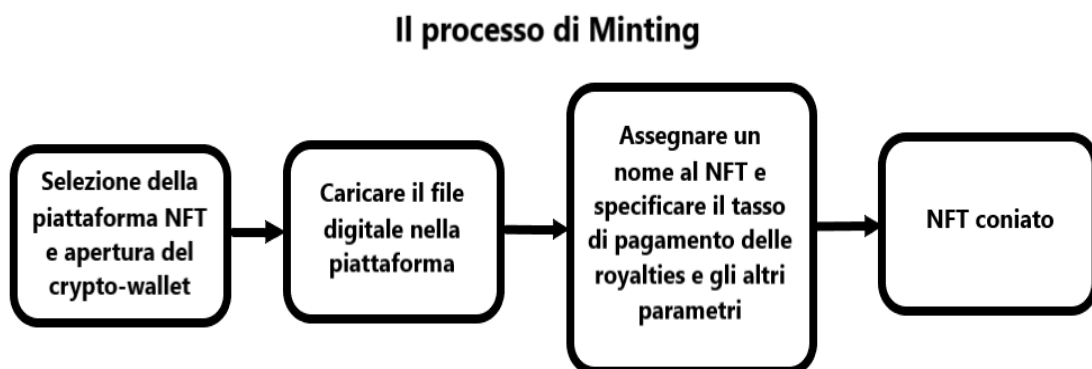 Il processo di Minting
Selezione della
piattaforma NFT
e apertura del
crypto-wallet
Caricare il file
digitale nella
piattaforma
Assegnare un
nome al NFT e
specificare il tasso
di pagamento delle
royalties e gli altri
parametri
NFT coniato